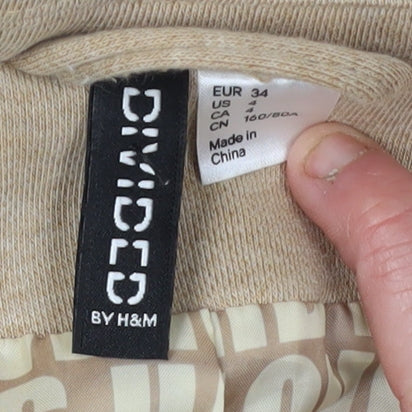 DIVIDED
BY H&M
EUR 34
US 4
CA 4
CN 160/80A
Made in
China